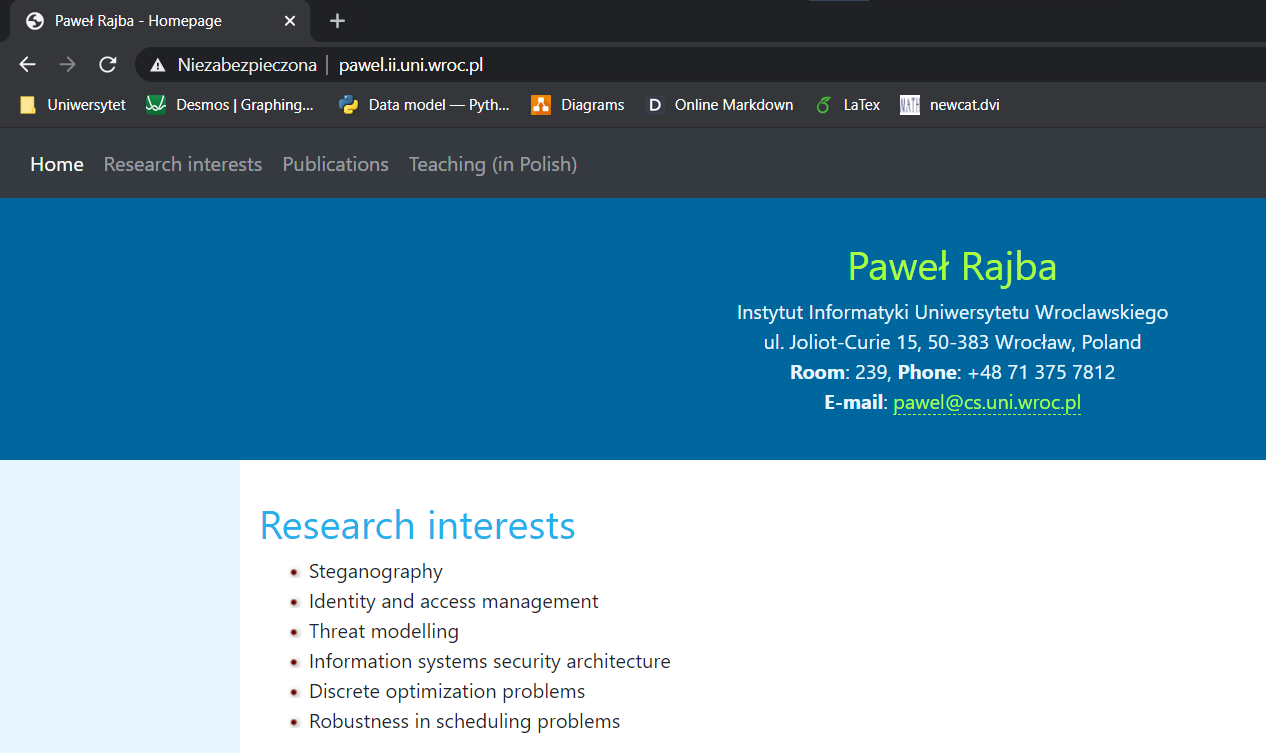 Paweł Rajba - Homepage
Niezabezpieczona | pawel.ii.uni.wroc.pl
Uniwersytet Desmos | Graphing... Data model — Pyth... D Diagrams Online Markdown LaTex MATH newcat.dvi
Home Research interests Publications Teaching (in Polish)
Paweł Rajba
Instytut Informatyki Uniwersytetu Wroclawskiego
ul. Joliot-Curie 15, 50-383 Wrocław, Poland
Room: 239, Phone: +48 71 375 7812
E-mail: pawel@cs.uni.wroc.pl
Research interests
Steganography
Identity and access management
Threat modelling
Information systems security architecture
Discrete optimization problems
Robustness in scheduling problems